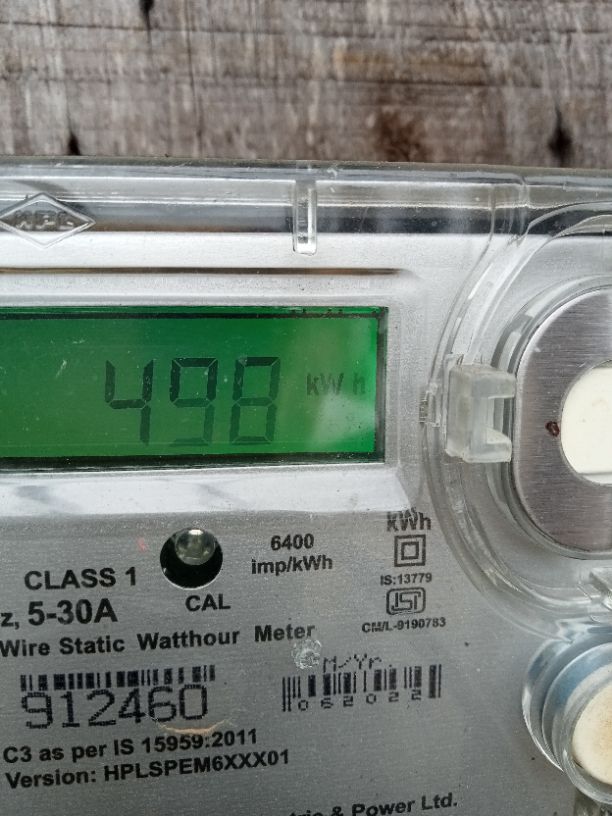 HPL
498 kWh
kWh
6400
imp/kWh
IS:13779
CLASS 1
CAL
ISI
z, 5-30A
CM/L-9190783
Wire Static Watthour Meter
M/Yr.
912460
062022
C3 as per IS 15959:2011
Version: HPLSPEM6XXX01
& Power Ltd.